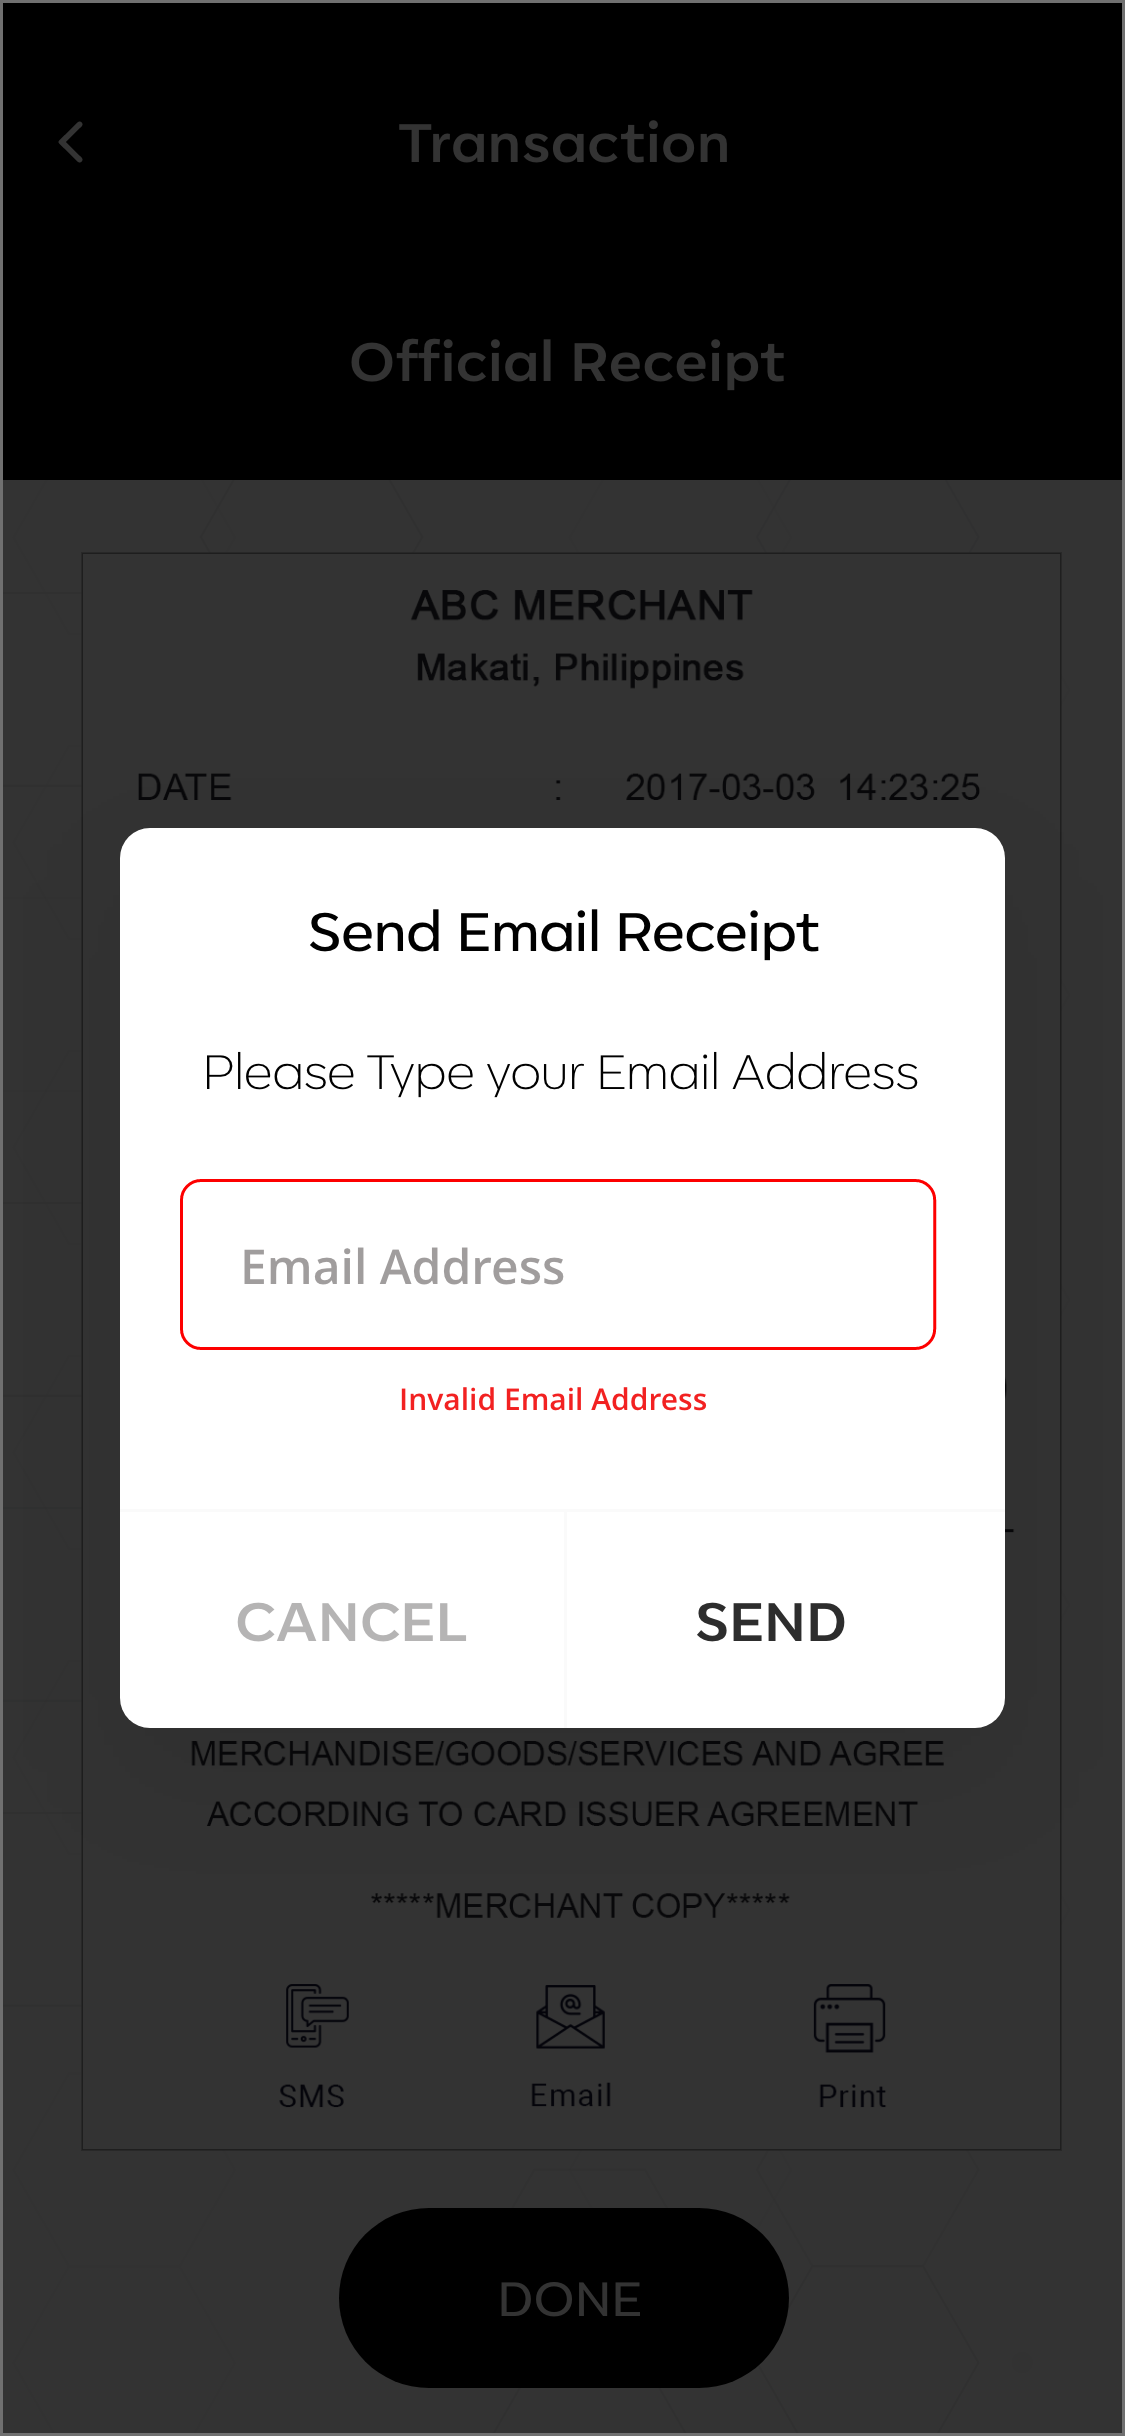 Transaction
Official Receipt
ABC MERCHANT
Makati, Philippines
DATE : 2017-03-03 14:23:25
Send Email Receipt
Please Type your Email Address
Email Address
Invalid Email Address
CANCEL SEND
MERCHANDISE/GOODS/SERVICES AND AGREE
ACCORDING TO CARD ISSUER AGREEMENT
*****MERCHANT COPY*****
SMS Email Print
DONE